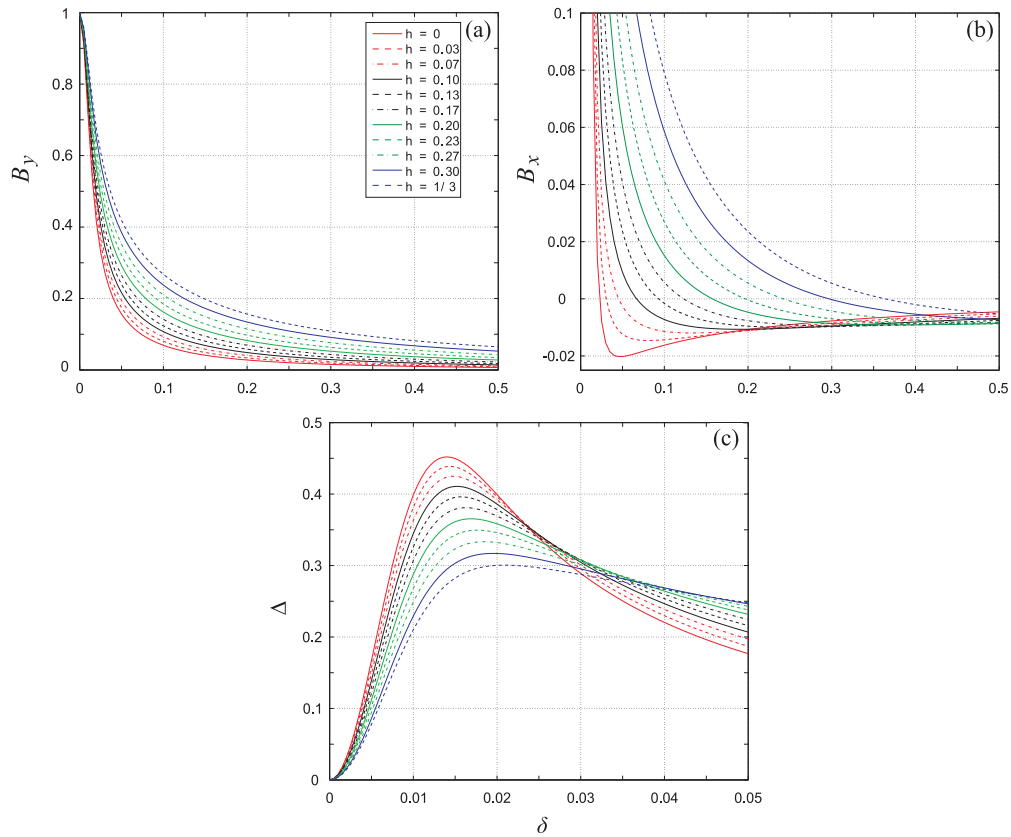 (a)
1
0.8
0.6
0.4
0.2
0
B_y
0
0.1
0.2
0.3
0.4
0.5
h = 0
h = 0.03
h = 0.07
h = 0.10
h = 0.13
h = 0.17
h = 0.20
h = 0.23
h = 0.27
h = 0.30
h = 1/ 3
(b)
0.1
0.08
0.06
0.04
0.02
0
-0.02
B_x
0
0.1
0.2
0.3
0.4
0.5
(c)
0.5
0.4
0.3
0.2
0.1
0
Δ
0
0.01
0.02
0.03
0.04
0.05
δ